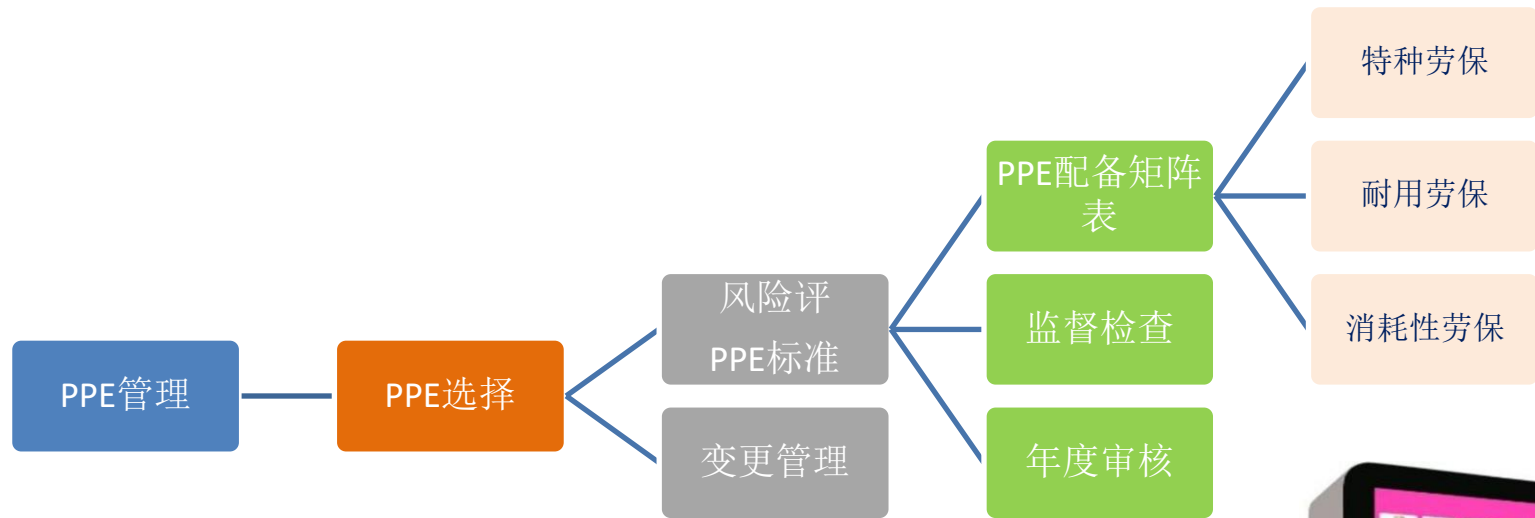 PPE管理
PPE选择
风险评
PPE标准
变更管理
PPE配备矩阵
表
监督检查
年度审核
特种劳保
耐用劳保
消耗性劳保